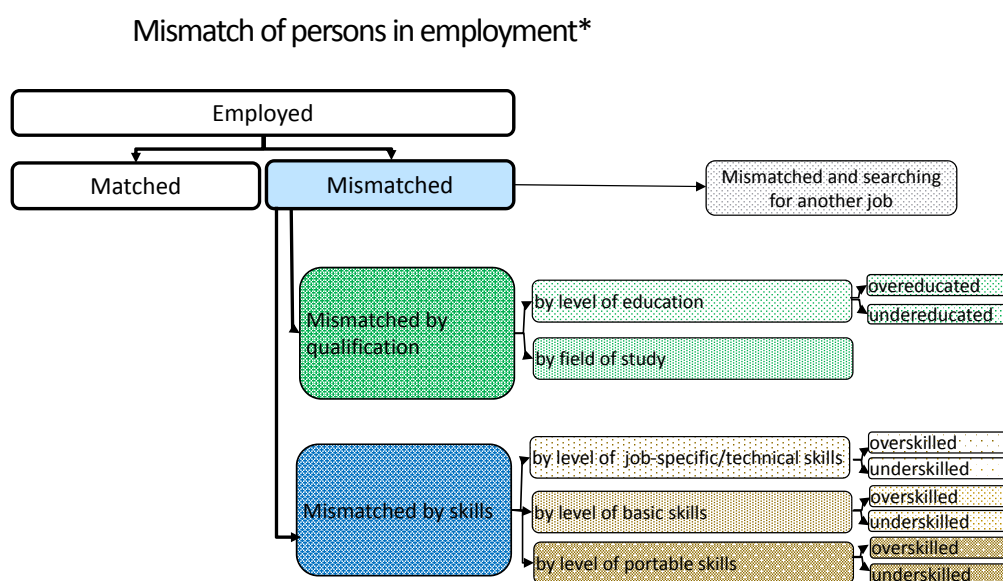 Mismatch of persons in employment*
Employed
Matched
Mismatched
Mismatched and searching
for another job
Mismatched by
qualification
by level of education
overeducated
undereducated
by field of study
Mismatched by skills
by level of  job-specific/technical skills
overskilled
underskilled
by level of basic skills
overskilled
underskilled
by level of portable skills
overskilled
underskilled